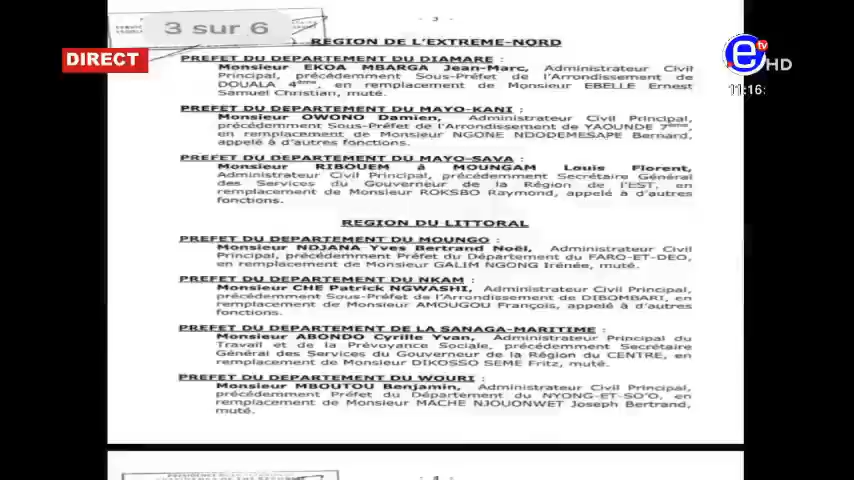 3 sur 6
- 3 -
DIRECT
e tv HD
11:16
REGION DE L'EXTREME-NORD
PREFET DU DEPARTEMENT DU DIAMARE :
Monsieur EKOA MBARGA Jean-Marc, Administrateur Civil
Principal, précédemment Sous-Préfet de l'Arrondissement de
DOUALA 4ème, en remplacement de Monsieur EBELLE Ernest
Samuel Christian, muté.
PREFET DU DEPARTEMENT DU MAYO-KANI :
Monsieur OWONO Damien, Administrateur Civil Principal,
précédemment Sous-Préfet de l'Arrondissement de YAOUNDE 7ème,
en remplacement de Monsieur NGONE NDODEMESAPE Bernard,
appelé à d'autres fonctions.
PREFET DU DEPARTEMENT DU MAYO-SAVA :
Monsieur RIBOUEM à MOUNGAM Louis Florent,
Administrateur Civil Principal, précédemment Secrétaire Général
des Services du Gouverneur de la Région de l'EST, en
remplacement de Monsieur ROKSBO Raymond, appelé à d'autres
fonctions.
REGION DU LITTORAL
PREFET DU DEPARTEMENT DU MOUNGO :
Monsieur NDJANA Yves Bertrand Noël, Administrateur Civil
Principal, précédemment Préfet du Département du FARO-ET-DEO,
en remplacement de Monsieur GALIM NGONG Irénée, muté.
PREFET DU DEPARTEMENT DU NKAM :
Monsieur CHE Patrick NGWASHI, Administrateur Civil Principal,
précédemment Sous-Préfet de l'Arrondissement de DIBOMBARI, en
remplacement de Monsieur AMOUGOU François, appelé à d'autres
fonctions.
PREFET DU DEPARTEMENT DE LA SANAGA-MARITIME :
Monsieur ABONDO Cyrille Yvan, Administrateur Principal du
Travail et de la Prévoyance Sociale, précédemment Secrétaire
Général des Services du Gouverneur de la Région du CENTRE, en
remplacement de Monsieur DIKOSSO SEME Fritz, muté.
PREFET DU DEPARTEMENT DU WOURI :
Monsieur MBOUTOU Benjamin, Administrateur Civil Principal,
précédemment Préfet du Département du NYONG-ET-SO'O, en
remplacement de Monsieur MACHE NJOUONWET Joseph Bertrand,
muté.
- 4 -